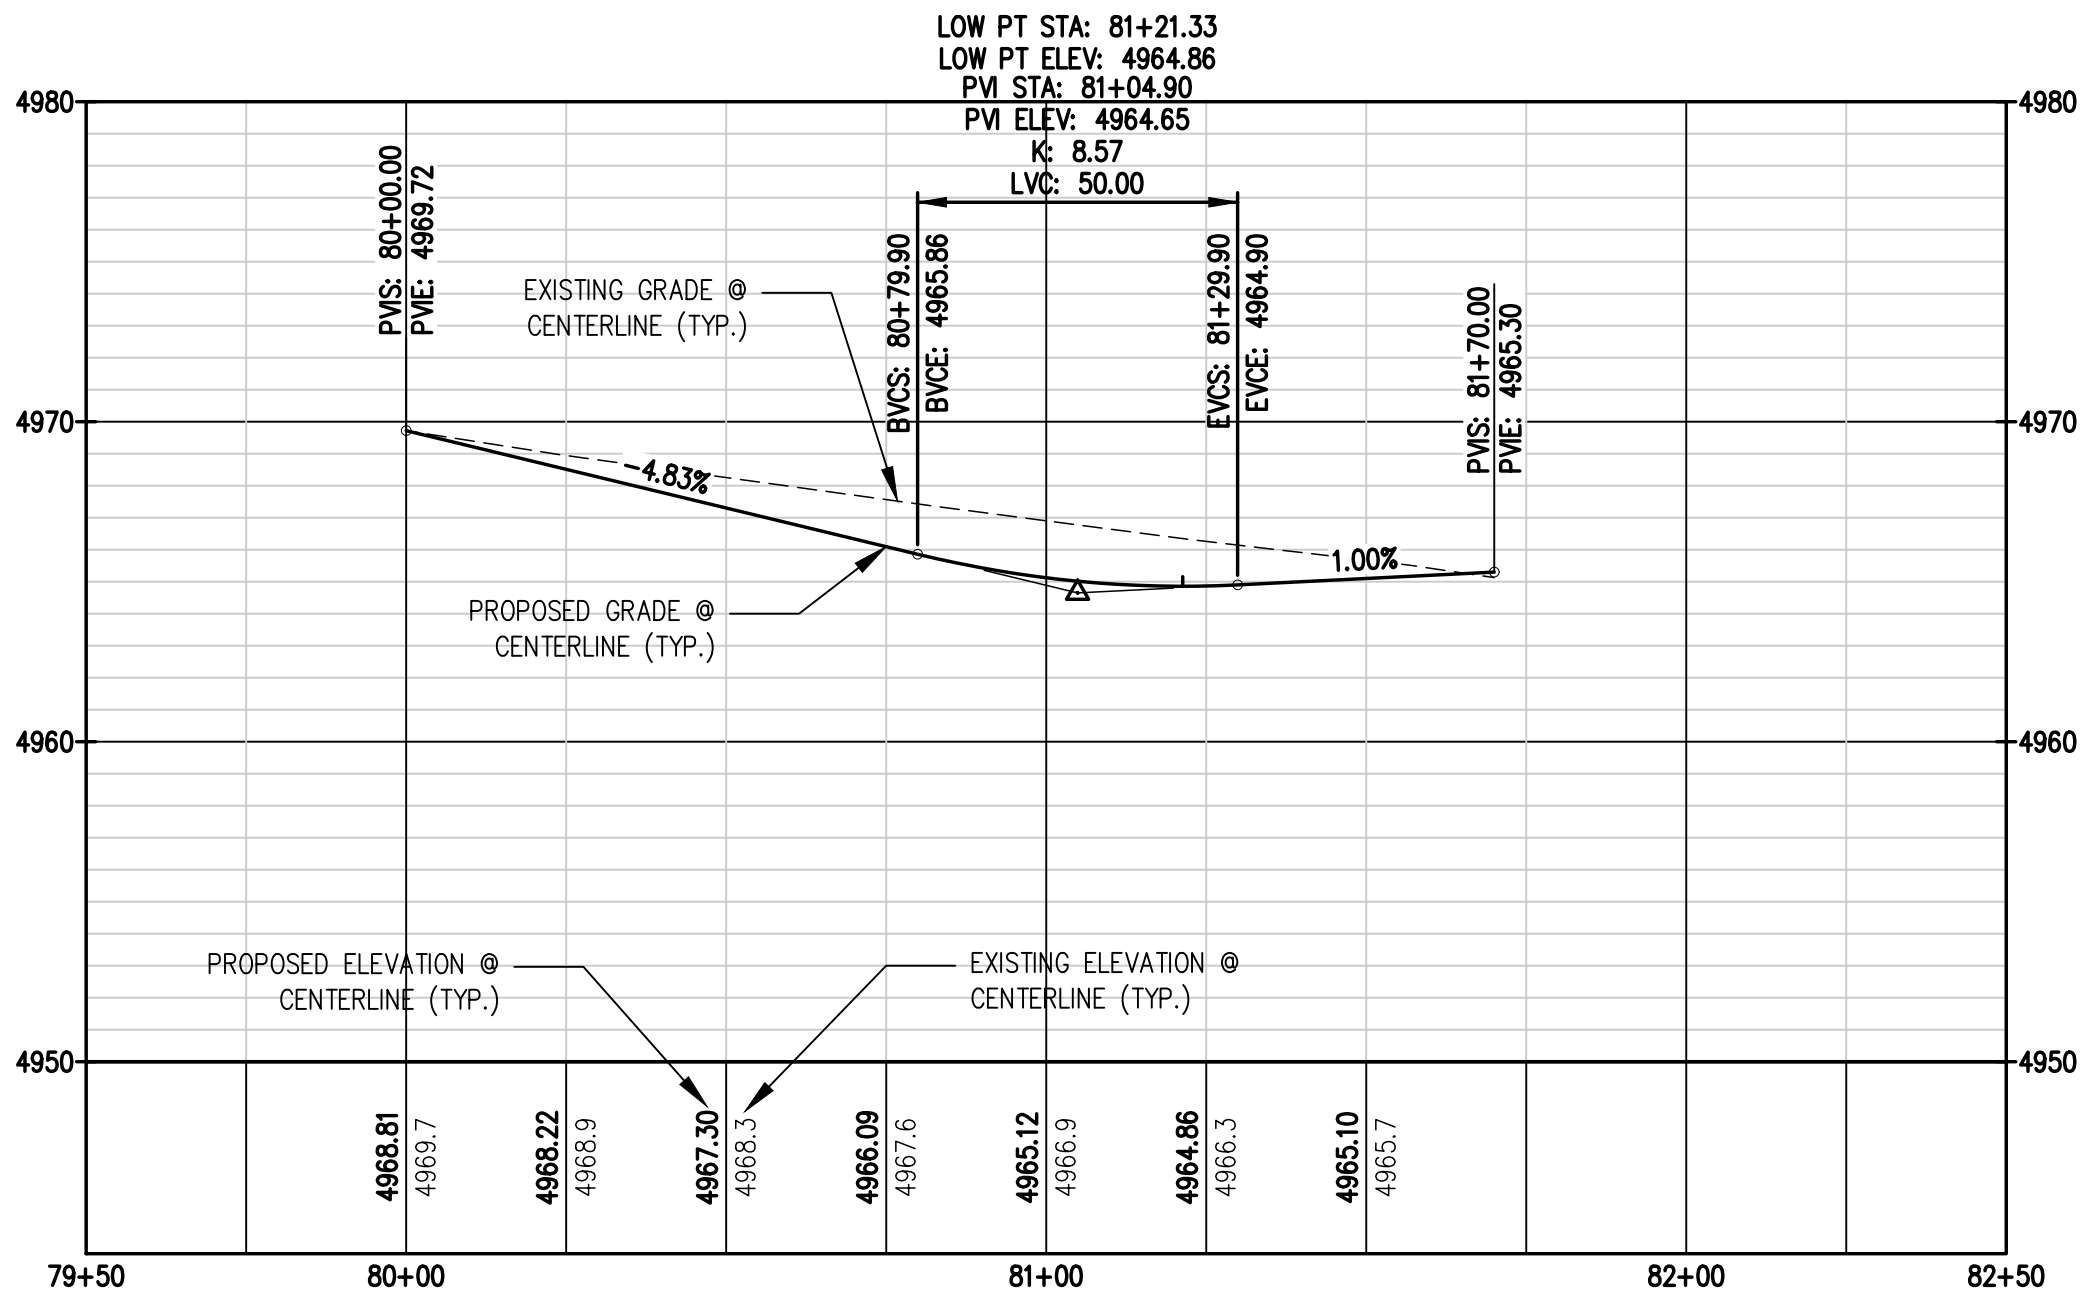 LOW PT STA: 81+21.33
LOW PT ELEV: 4964.86
PVI STA: 81+04.90
PVI ELEV: 4964.65
K: 8.57
LVC: 50.00
4980
4980
PVIS: 80+00.00
PVIE: 4969.72
BVCS: 80+79.90
BVCE: 4965.86
EVCS: 81+29.90
EVCE: 4964.90
PVIS: 81+70.00
PVIE: 4965.30
EXISTING GRADE @
CENTERLINE (TYP.)
4970
4970
-4.83%
1.00%
PROPOSED GRADE @
CENTERLINE (TYP.)
4960
4960
PROPOSED ELEVATION @
CENTERLINE (TYP.)
EXISTING ELEVATION @
CENTERLINE (TYP.)
4950
4950
4968.81
4969.7
4968.22
4968.9
4967.30
4968.3
4966.09
4967.6
4965.12
4966.9
4964.86
4966.3
4965.10
4965.7
79+50
80+00
81+00
82+00
82+50